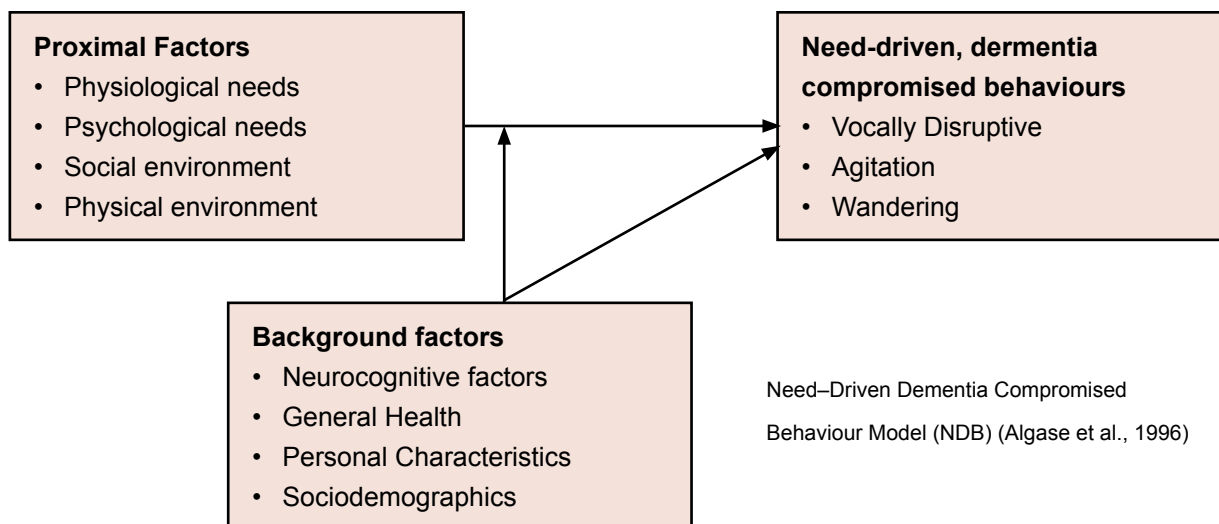 Proximal Factors
• Physiological needs
• Psychological needs
• Social environment
• Physical environment
Need-driven, dermentia
compromised behaviours
• Vocally Disruptive
• Agitation
• Wandering
Background factors
• Neurocognitive factors
• General Health
• Personal Characteristics
• Sociodemographics
Need–Driven Dementia Compromised
Behaviour Model (NDB) (Algase et al., 1996)